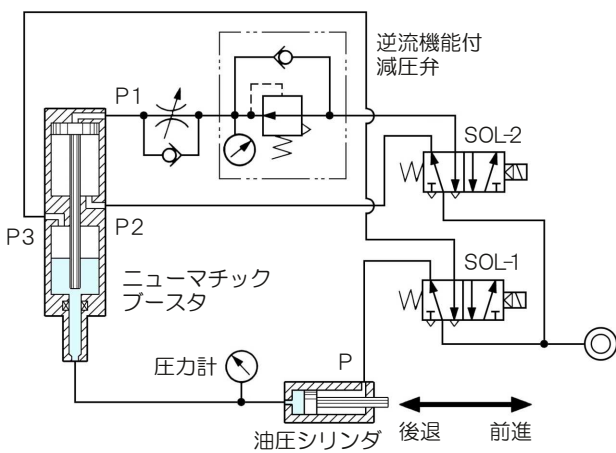 逆流機能付
減圧弁
P1
SOL-2
P3
P2
SOL-1
ニューマチック
ブースタ
圧力計
P
油圧シリンダ
後退
前進